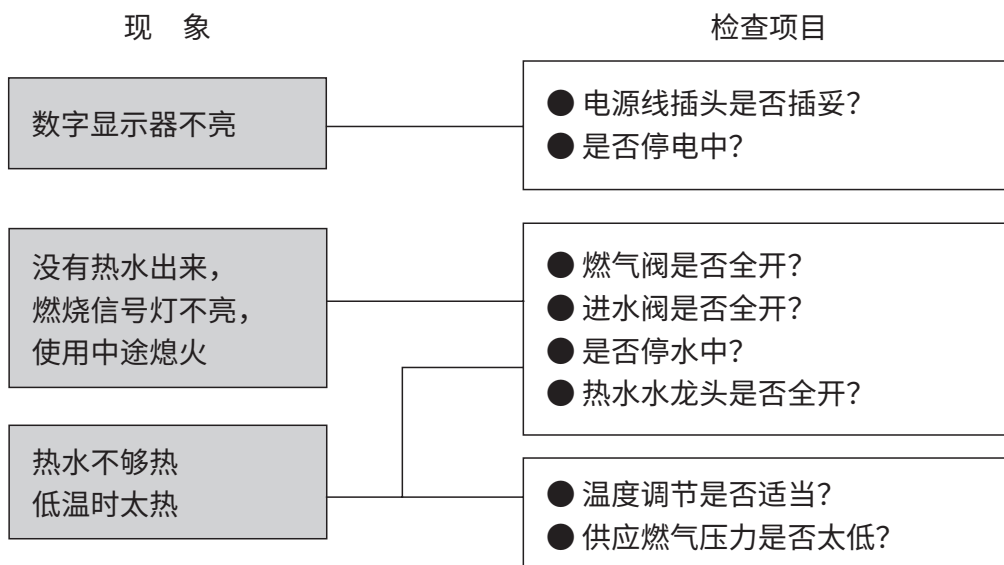 现 象
检查项目
数字显示器不亮
● 电源线插头是否插妥？
● 是否停电中？
没有热水出来，
燃烧信号灯不亮，
使用中途熄火
● 燃气阀是否全开？
● 进水阀是否全开？
● 是否停水中？
● 热水水龙头是否全开？
热水不够热
低温时太热
● 温度调节是否适当？
● 供应燃气压力是否太低？